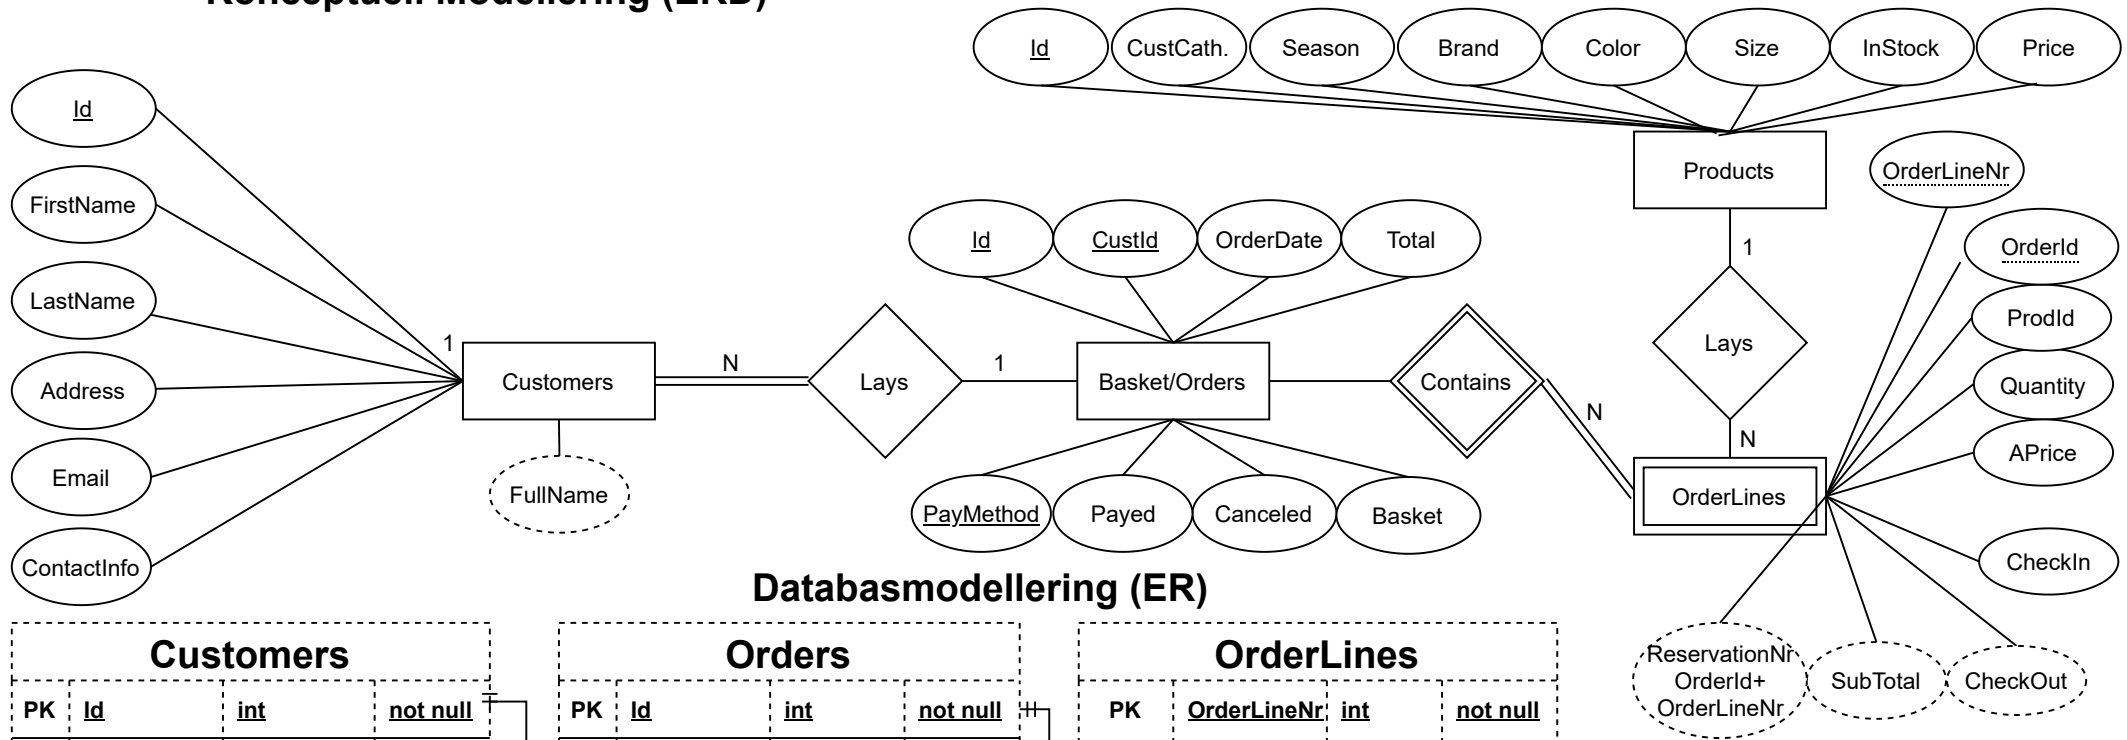 Konseptuell Modellering (ERD)
Id
CustCath.
Season
Brand
Color
Size
InStock
Price
Id
FirstName
LastName
Address
Email
ContactInfo
1
Customers
FullName
N
Lays
1
Id
CustId
OrderDate
Total
Basket/Orders
PayMethod
Payed
Canceled
Basket
Contains
N
Products
1
Lays
N
OrderLines
OrderLineNr
OrderId
ProdId
Quantity
APrice
CheckIn
ReservationNr
OrderId+
OrderLineNr
SubTotal
CheckOut
Databasmodellering (ER)
Customers
PK Id int not null
Orders
PK Id int not null
OrderLines
PK OrderLineNr int not null